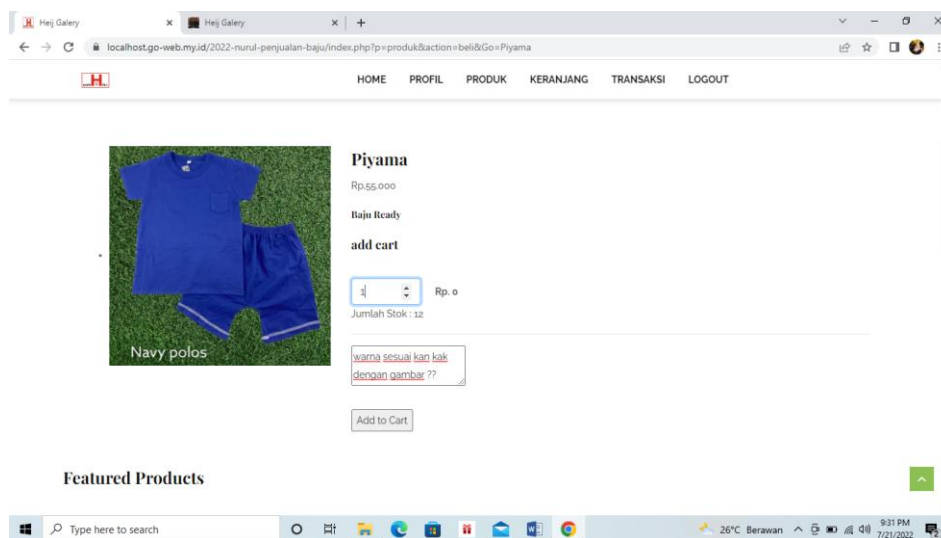 Heij Galery
Heij Galery
localhost.go-web.my.id/2022-nurul-penjualan-baju/index.php?p=produk&action=beli&Go=Piyama
H
HOME PROFIL PRODUK KERANJANG TRANSAKSI LOGOUT
Piyama
Rp.55.000
Baju Ready
add cart
1 Rp. 0
Jumlah Stok : 12
Navy polos
warna sesuai kan kak
dengan gambar ??
Add to Cart
Featured Products
Type here to search
26°C Berawan
9:31 PM
7/21/2022